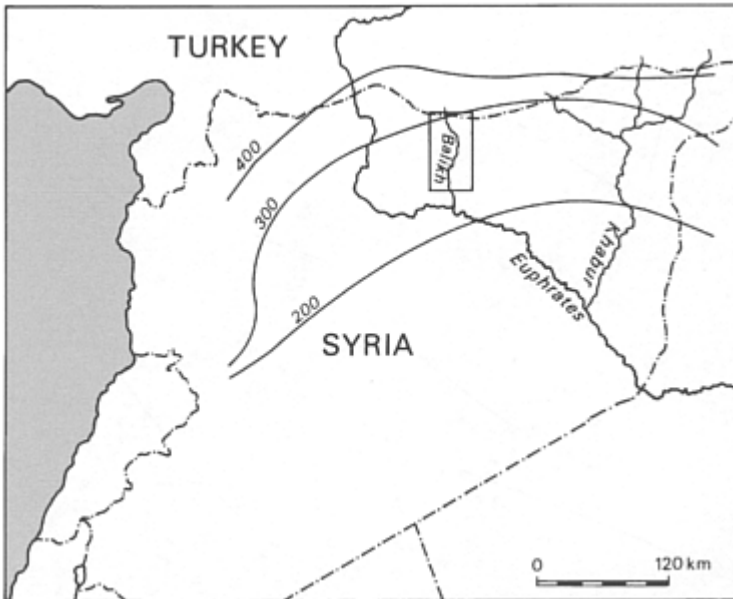 TURKEY
400
300
200
Balikh
Khabur
Euphrates
SYRIA
0 120 km